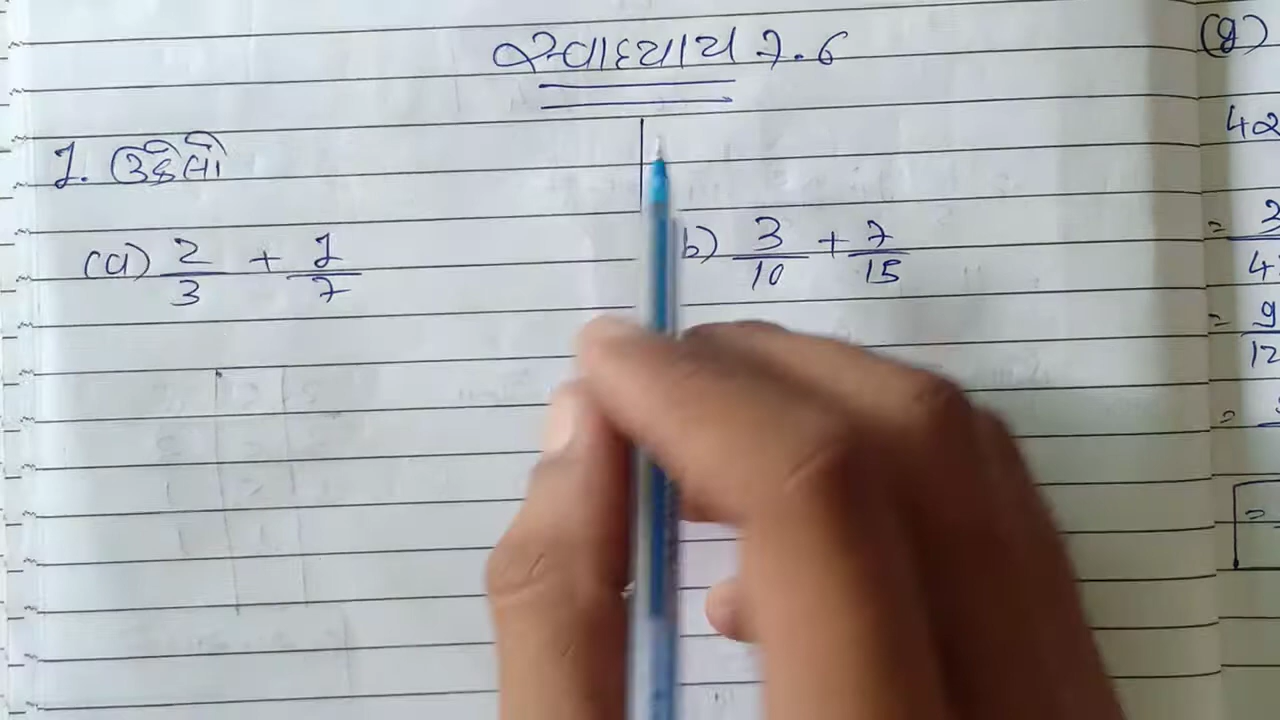 સ્વાધ્યાય 7.6
1. ઉકેલો
(a) 2/3 + 1/7
b) 3/10 + 7/15
(g)